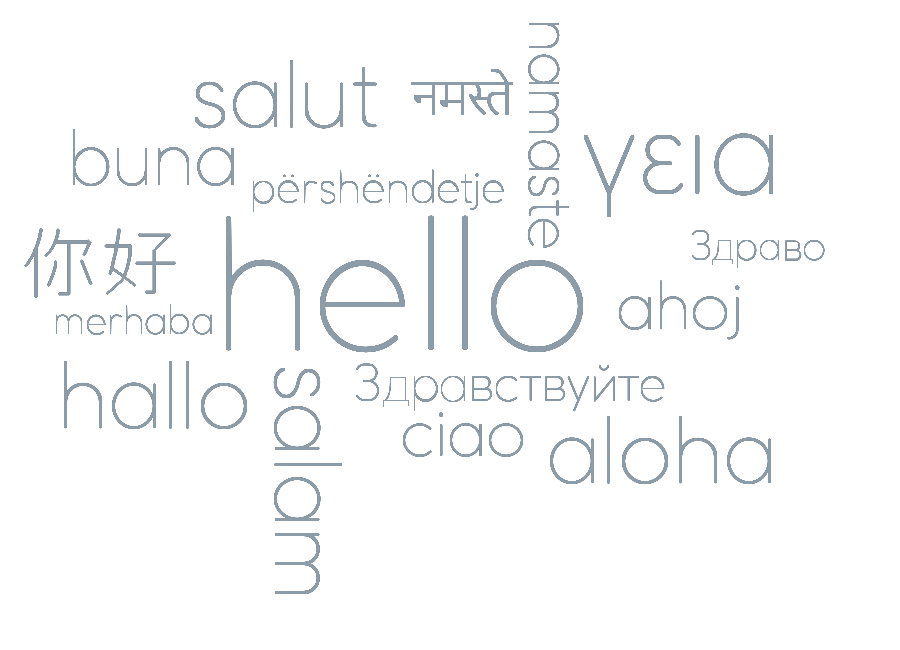 salut
नमस्ते
namaste
γεια
buna
përshëndetje
你好
hello
Здраво
merhaba
ahoj
hallo
salam
Здравствуйте
ciao
aloha